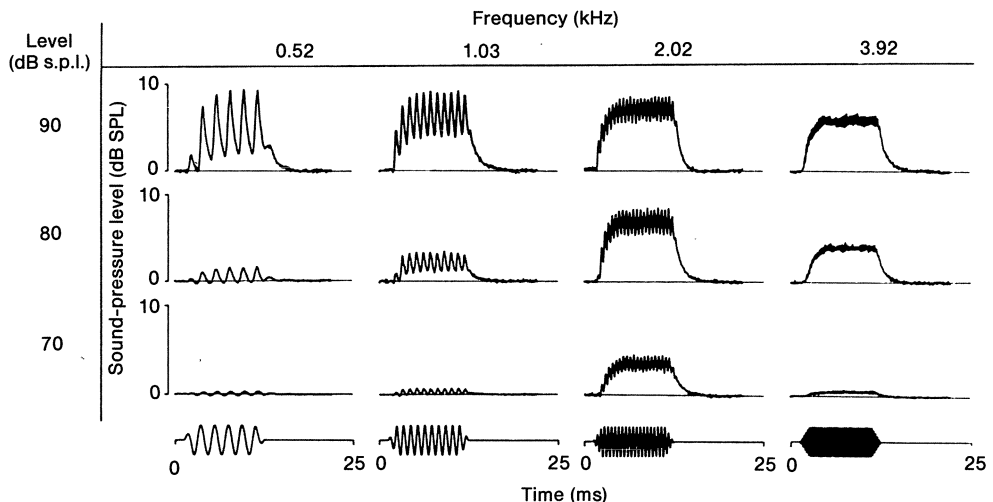 Frequency (kHz)
Level
(dB s.p.l.)
0.52 1.03 2.02 3.92
90
80
70
Sound-pressure level (dB SPL)
10
0
10
0
10
0
0 25 0 25 0 25 0 25
Time (ms)